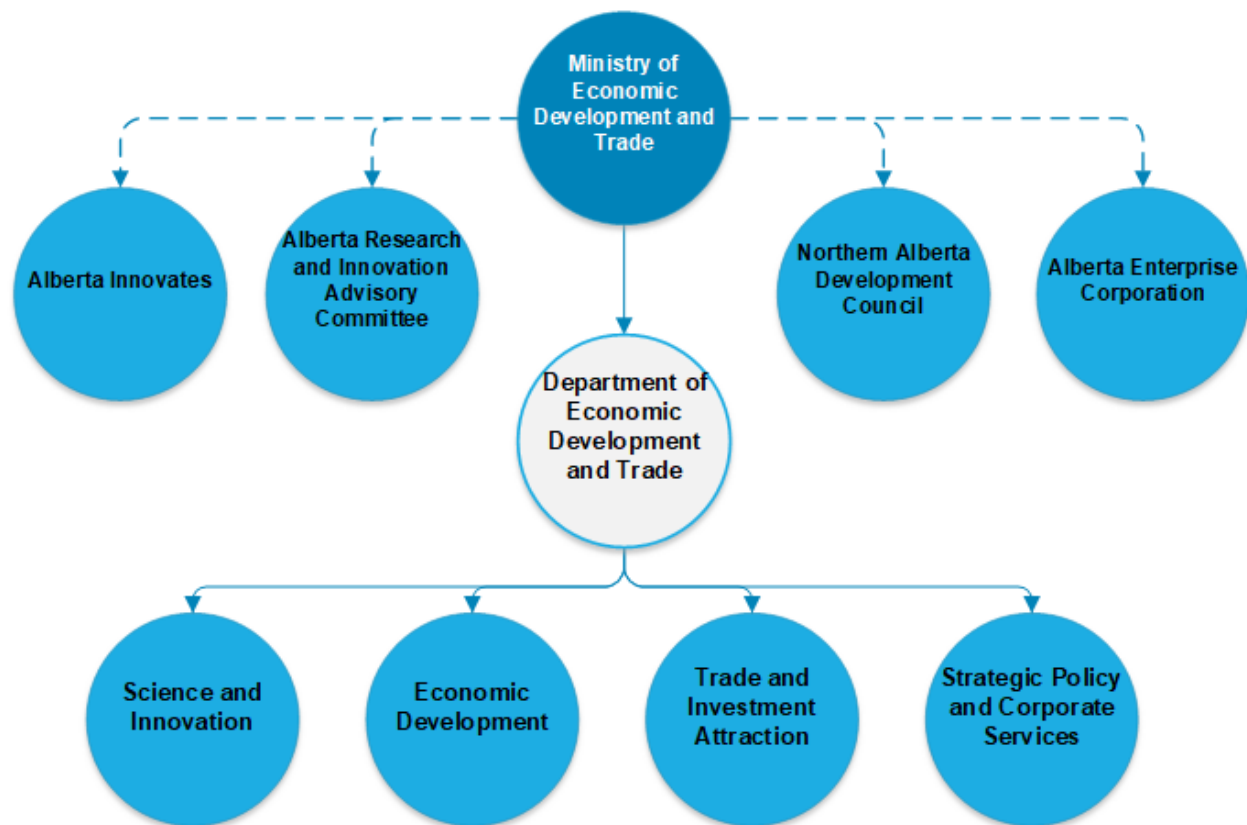 Ministry of
Economic
Development and
Trade
Alberta Innovates
Alberta Research
and Innovation
Advisory
Committee
Northern Alberta
Development
Council
Alberta Enterprise
Corporation
Department of
Economic
Development
and Trade
Science and
Innovation
Economic
Development
Trade and
Investment
Attraction
Strategic Policy
and Corporate
Services